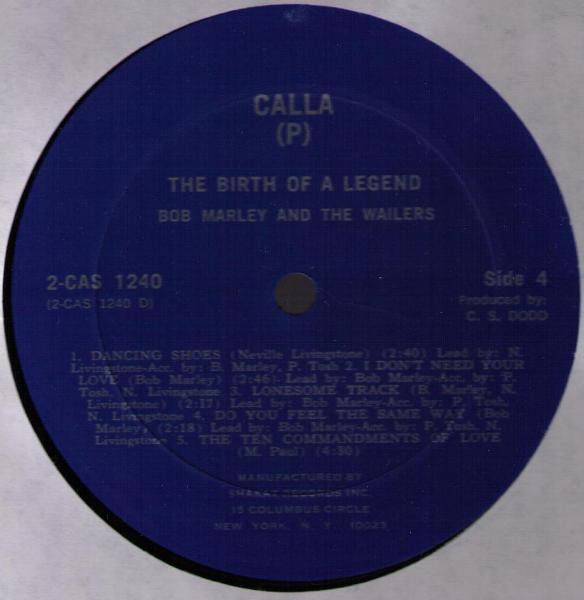 CALLA
(P)
THE BIRTH OF A LEGEND
BOB MARLEY AND THE WAILERS
2-CAS 1240
(2-CAS 1240 D)
Side 4
Produced by:
C. S. DODD
1. DANCING SHOES (Neville Livingstone) (2:40) Lead by: N.
Livingstone-Acc. by: B. Marley, P. Tosh 2. I DON'T NEED YOUR
LOVE (Bob Marley) (2:46) Lead by: Bob Marley-Acc. by: P.
Tosh, N. Livingstone 3. LONESOME TRACK (B. Marley, N.
Livingstone) (2:17) Lead by: Bob Marley-Acc. by: P. Tosh,
N. Livingstone 4. DO YOU FEEL THE SAME WAY (Bob
Marley) (2:18) Lead by: Bob Marley-Acc. by: P. Tosh, N.
Livingstone 5. THE TEN COMMANDMENTS OF LOVE
(M. Paul) (4:30)
MANUFACTURED BY
SHAKAT RECORDS INC.
15 COLUMBUS CIRCLE
NEW YORK, N. Y. 10023